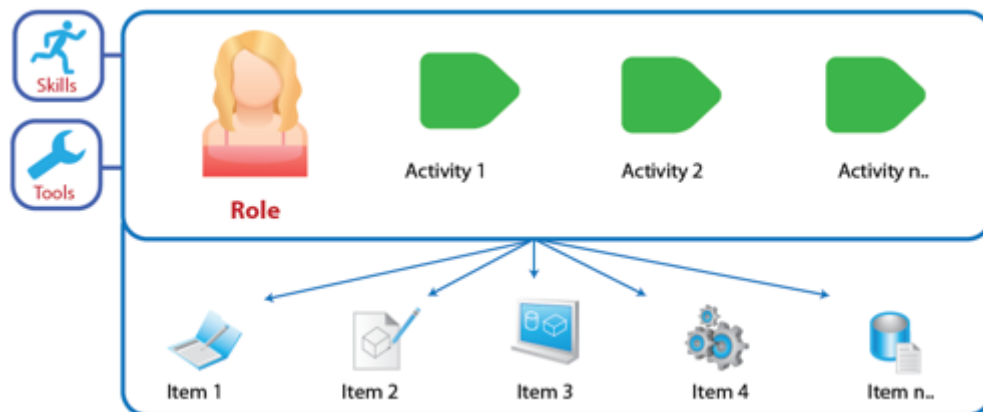 Skills
Tools
Role
Activity 1
Activity 2
Activity n..
Item 1
Item 2
Item 3
Item 4
Item n..